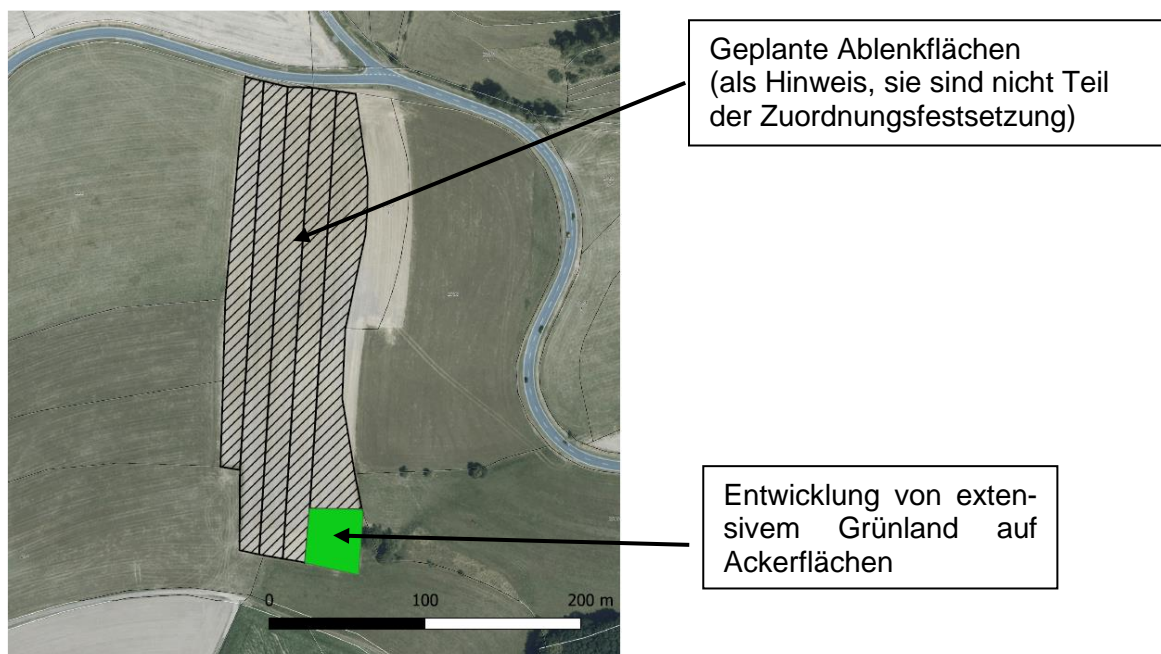 Geplante Ablenkflächen
(als Hinweis, sie sind nicht Teil
der Zuordnungsfestsetzung)
Entwicklung von exten-
sivem Grünland auf
Ackerflächen
0 100 200 m